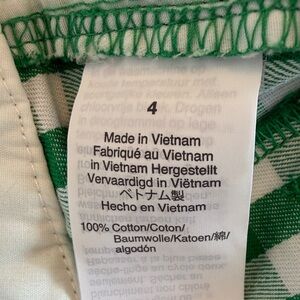 4
Made in Vietnam
Fabriqué au Vietnam
in Vietnam Hergestellt
Vervaardigd in Viëtnam
ベトナム製
Hecho en Vietnam
100% Cotton/Coton/
Baumwolle/Katoen/綿/
algodón